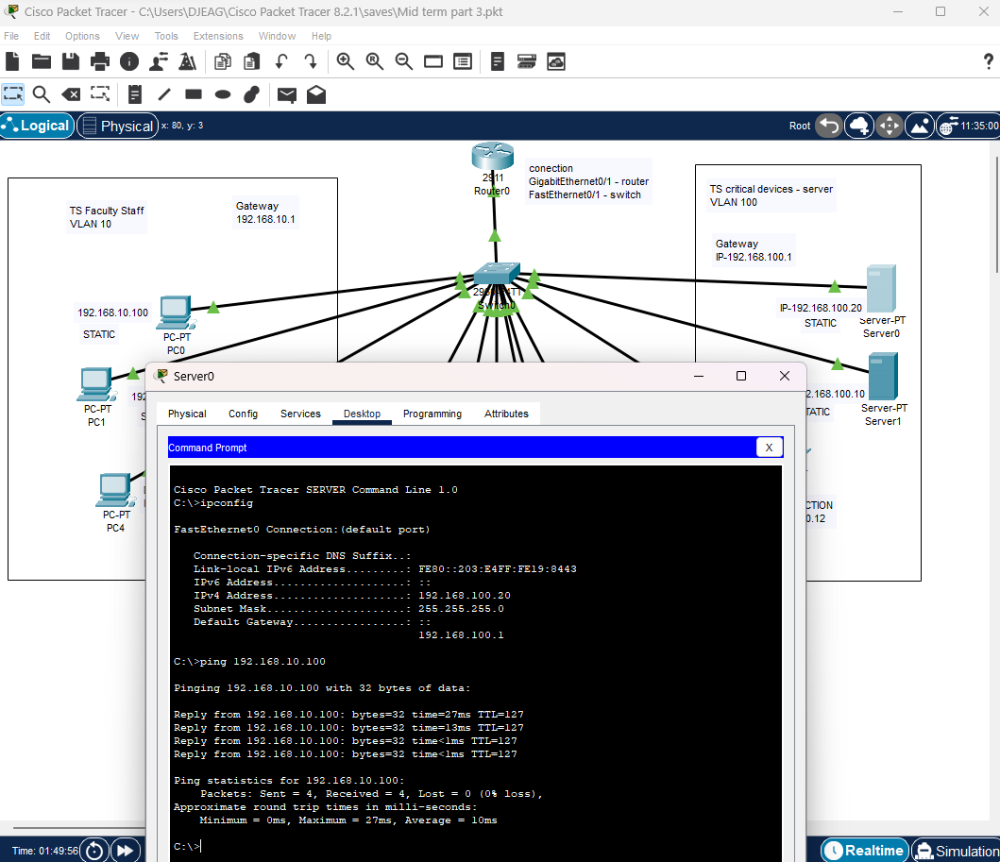 Cisco Packet Tracer - C:\Users\DJEAG\Cisco Packet Tracer 8.2.1\saves\Mid term part 3.pkt
File Edit Options View Tools Extensions Window Help
Logical Physical x: 80, y: 3 Root 11:35:00
TS Faculty Staff
VLAN 10
Gateway
192.168.10.1
2911
Router0
conection
GigabitEthernet0/1 - router
FastEthernet0/1 - switch
TS critical devices - server
VLAN 100
Gateway
IP-192.168.100.1
Switch0
192.168.10.100
STATIC
PC-PT
PC0
IP-192.168.100.20
STATIC
Server-PT
Server0
PC-PT
PC1
192
S
2.168.100.10
TATIC
Server-PT
Server1
PC-PT
PC4
CTION
0.12
Server0
Physical Config Services Desktop Programming Attributes
Command Prompt X
Cisco Packet Tracer SERVER Command Line 1.0
C:\>ipconfig
FastEthernet0 Connection:(default port)
Connection-specific DNS Suffix..:
Link-local IPv6 Address.........: FE80::203:E4FF:FE19:8443
IPv6 Address....................: ::
IPv4 Address....................: 192.168.100.20
Subnet Mask.....................: 255.255.255.0
Default Gateway.................: ::
192.168.100.1
C:\>ping 192.168.10.100
Pinging 192.168.10.100 with 32 bytes of data:
Reply from 192.168.10.100: bytes=32 time=27ms TTL=127
Reply from 192.168.10.100: bytes=32 time=13ms TTL=127
Reply from 192.168.10.100: bytes=32 time<1ms TTL=127
Reply from 192.168.10.100: bytes=32 time<1ms TTL=127
Ping statistics for 192.168.10.100:
Packets: Sent = 4, Received = 4, Lost = 0 (0% loss),
Approximate round trip times in milli-seconds:
Minimum = 0ms, Maximum = 27ms, Average = 10ms
C:\>
Time: 01:49:56 Realtime Simulation